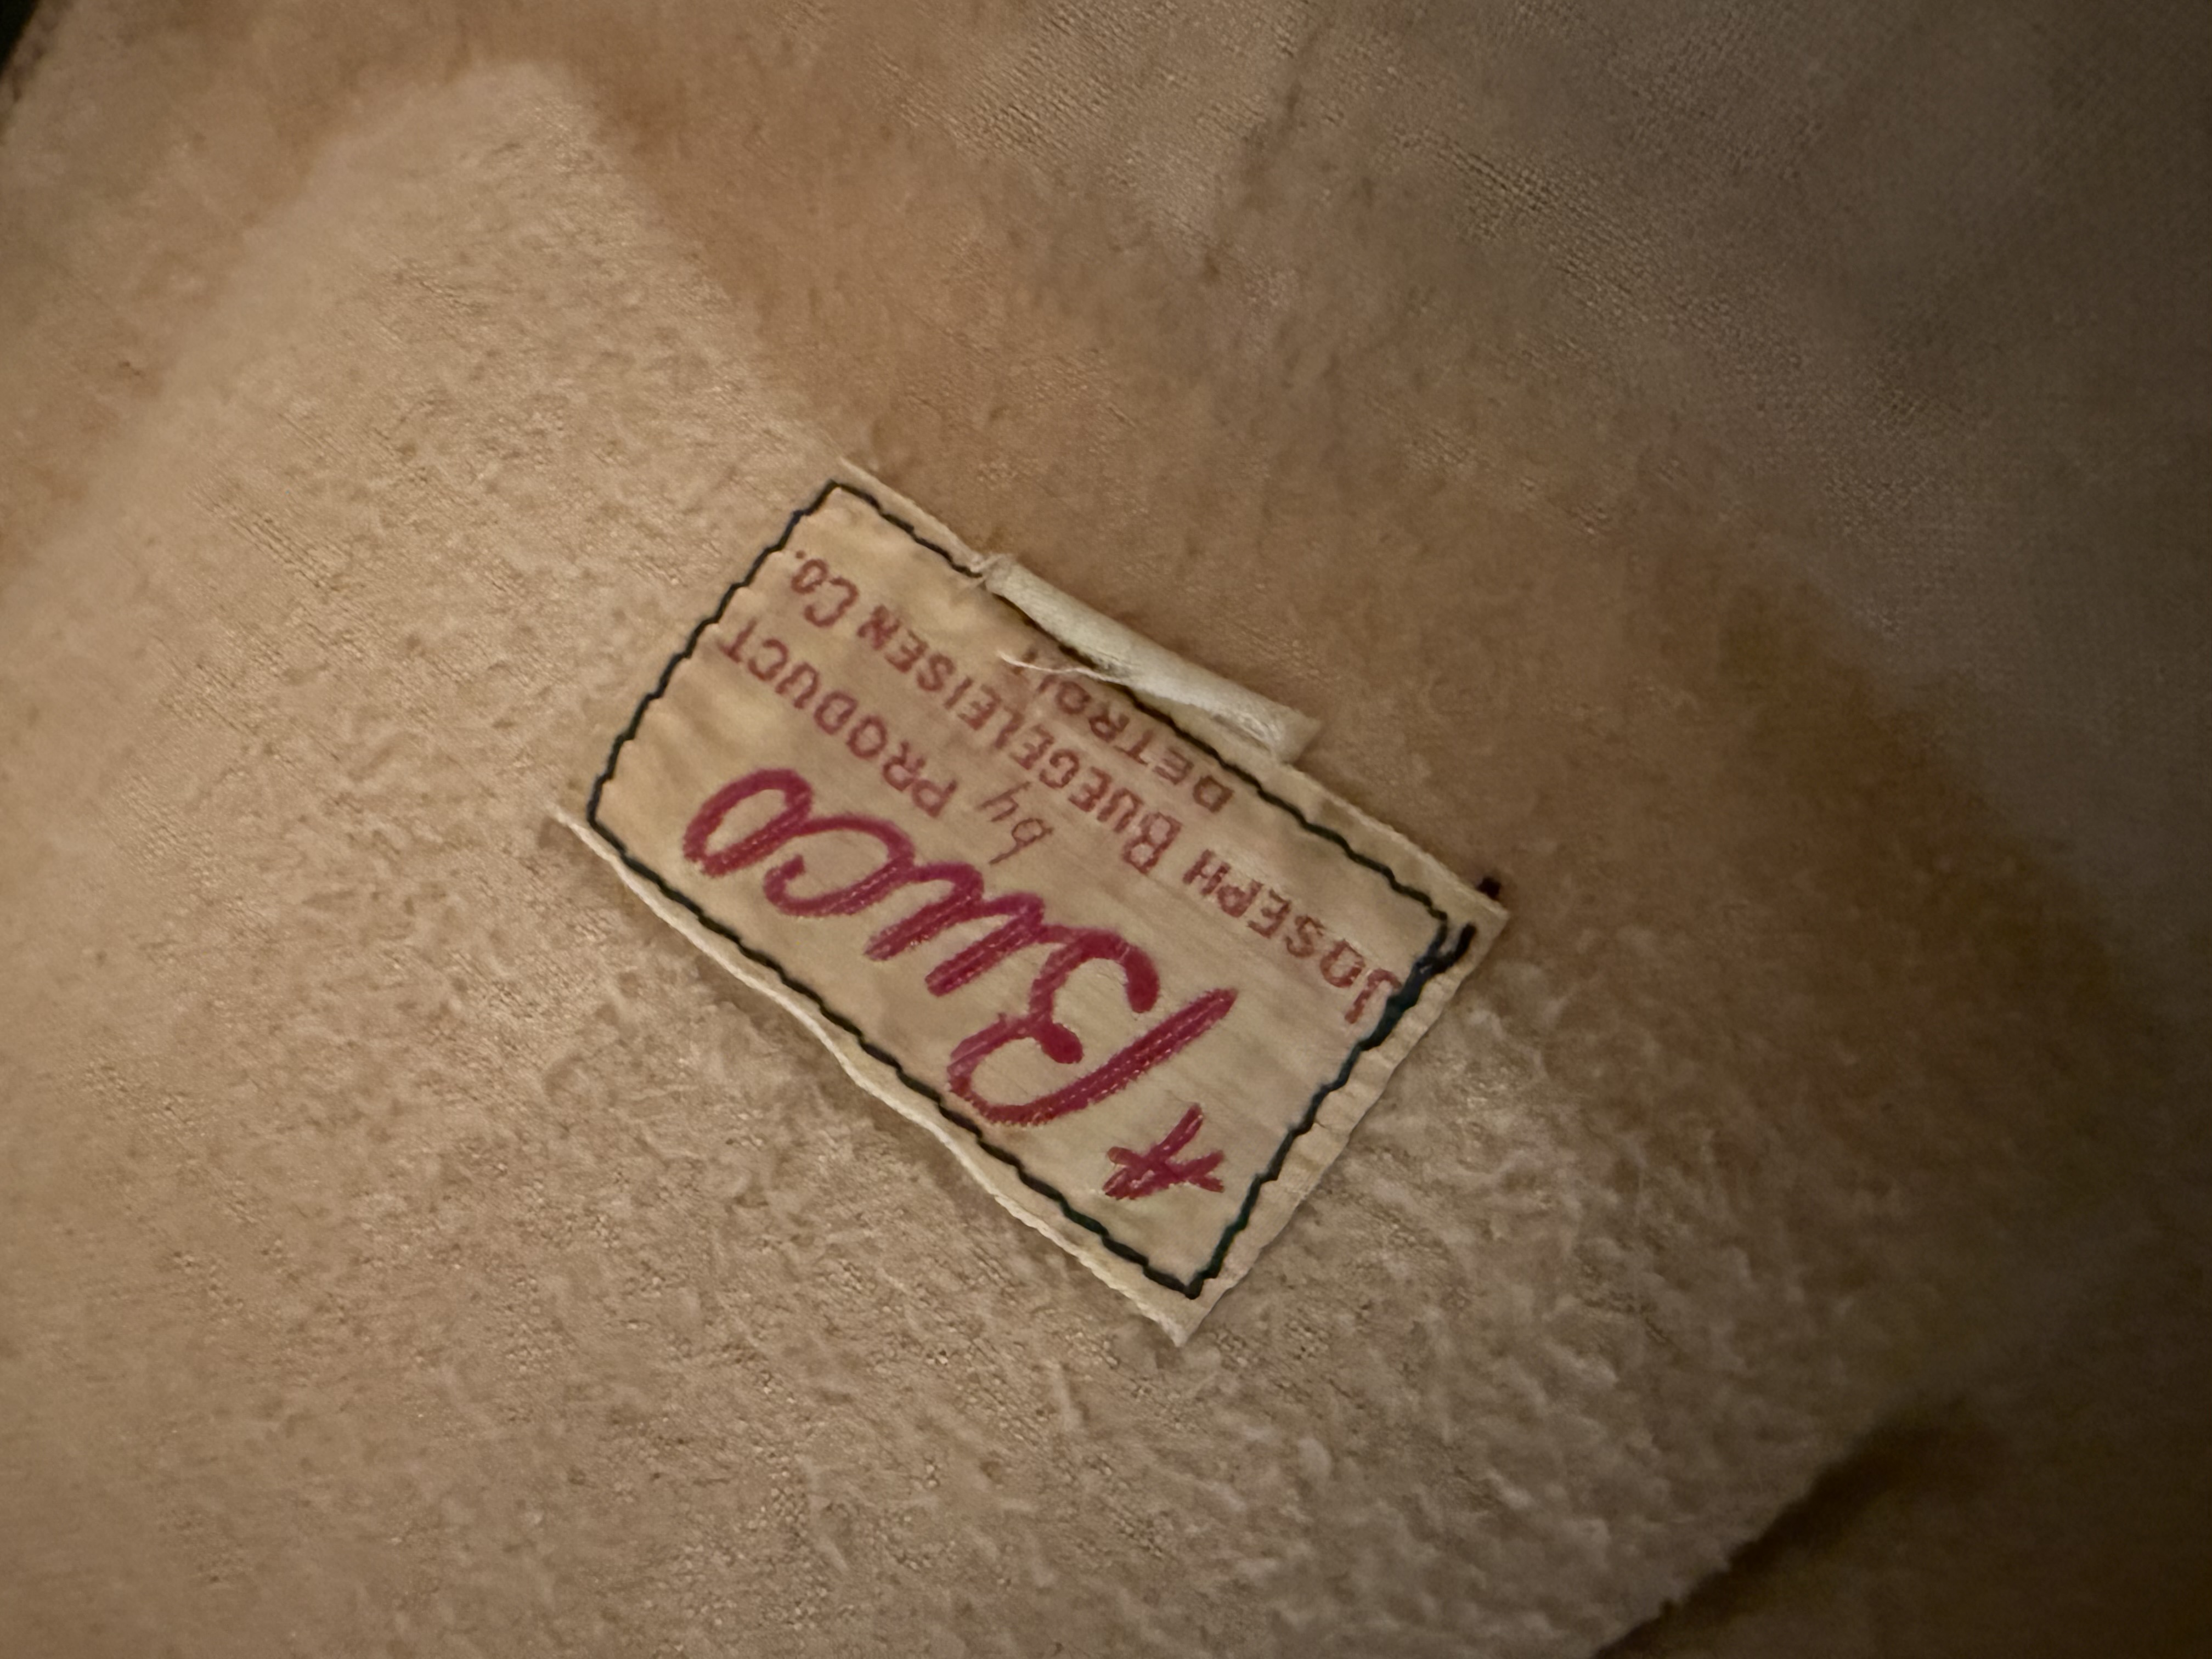 A Buco
PRODUCT
by
JOSEPH BUEGELEISEN CO.
DETROIT